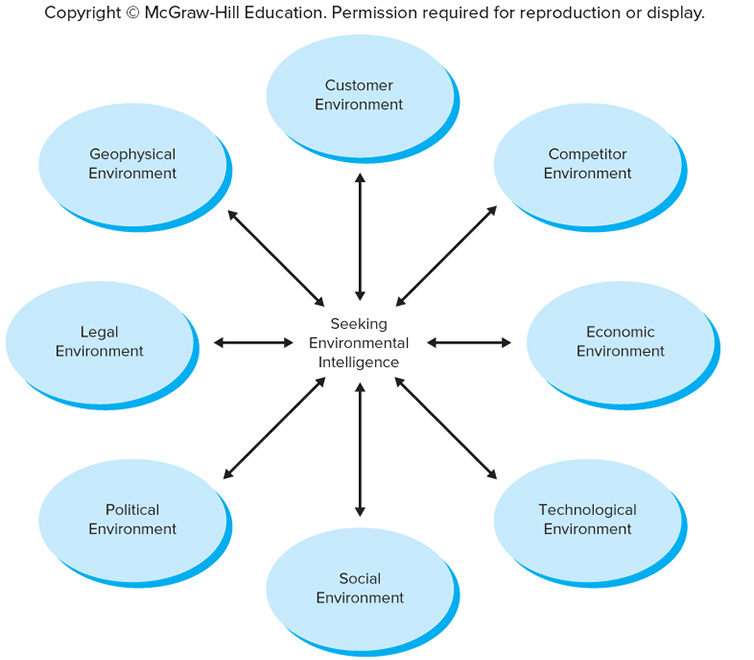 Copyright © McGraw-Hill Education. Permission required for reproduction or display.
Customer
Environment
Geophysical
Environment
Competitor
Environment
Legal
Environment
Seeking
Environmental
Intelligence
Economic
Environment
Political
Environment
Technological
Environment
Social
Environment